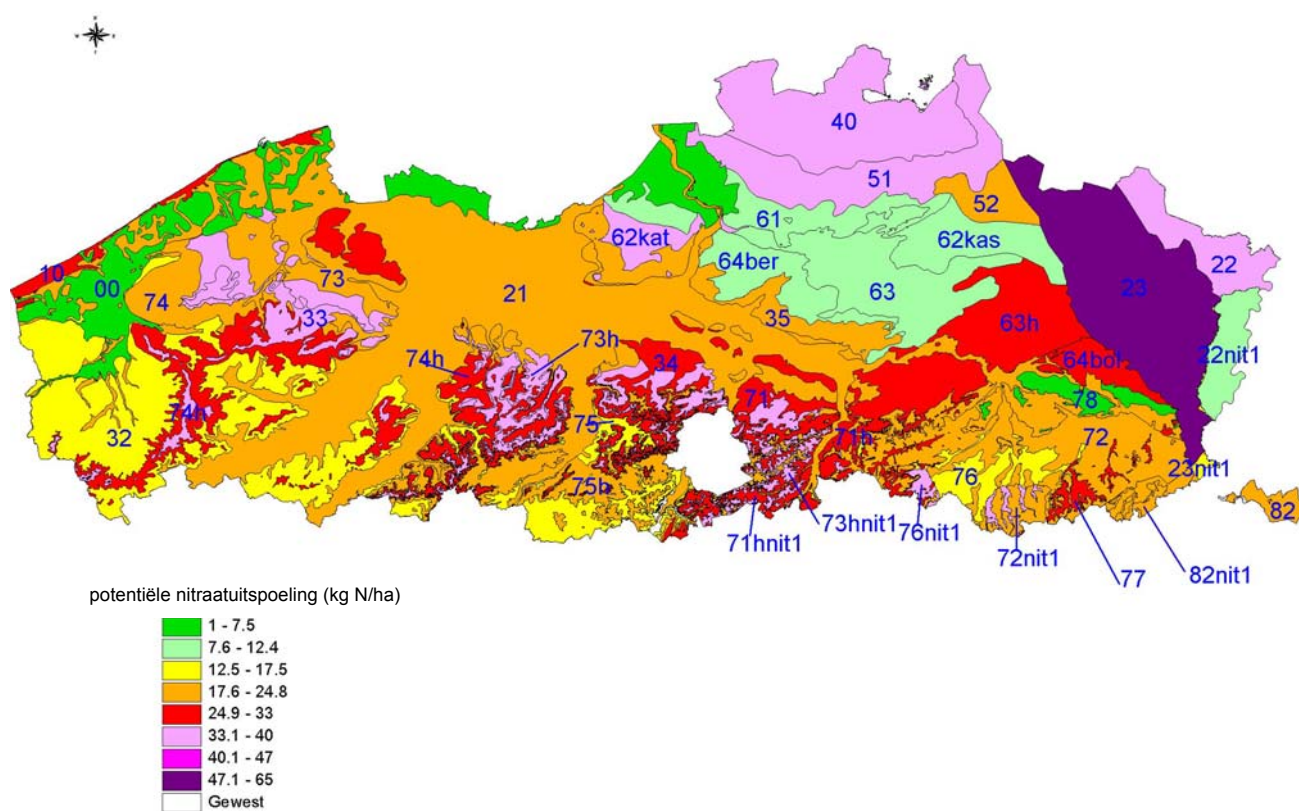 40
51
52
61
62kat
62kas
22
64ber
23
10
00
73
74
21
63
33
35
63h
73h
22nit1
74h
34
64bol
71
78
74h
75
32
71h
72
23nit1
76
75h
82
71hnit1
73hnit1
76nit1
72nit1
77
82nit1
potentiële nitraatuitspoeling (kg N/ha)
1 - 7.5
7.6 - 12.4
12.5 - 17.5
17.6 - 24.8
24.9 - 33
33.1 - 40
40.1 - 47
47.1 - 65
Gewest